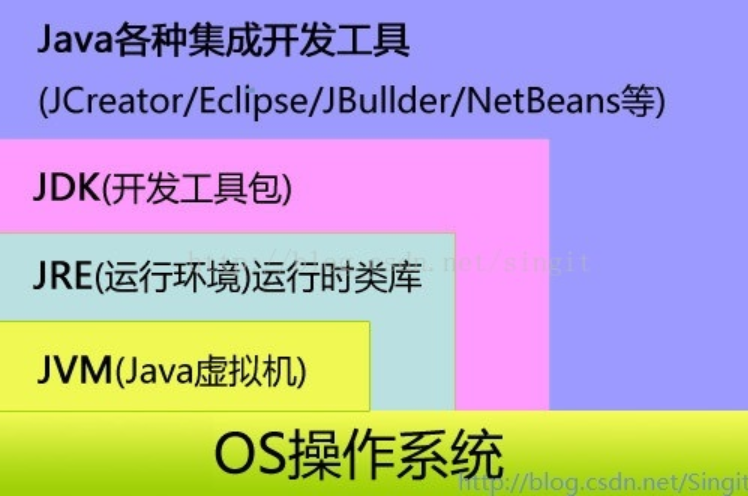 Java各种集成开发工具
(JCreator/Eclipse/JBullder/NetBeans等)
JDK(开发工具包)
http://blog.csdn.net/singit
JRE(运行环境)运行时类库
JVM(Java虚拟机)
OS操作系统
http://blog.csdn.net/Singit